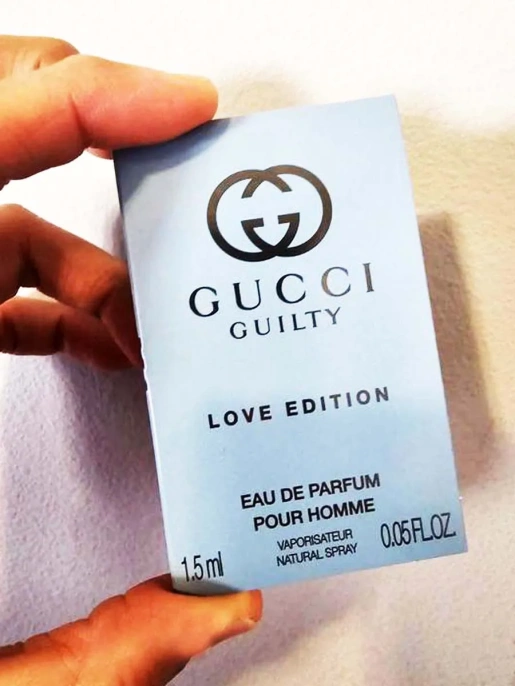 GUCCI
GUILTY
LOVE EDITION
EAU DE PARFUM
POUR HOMME
1.5 ml
VAPORISATEUR
NATURAL SPRAY
0.05 FL.OZ.